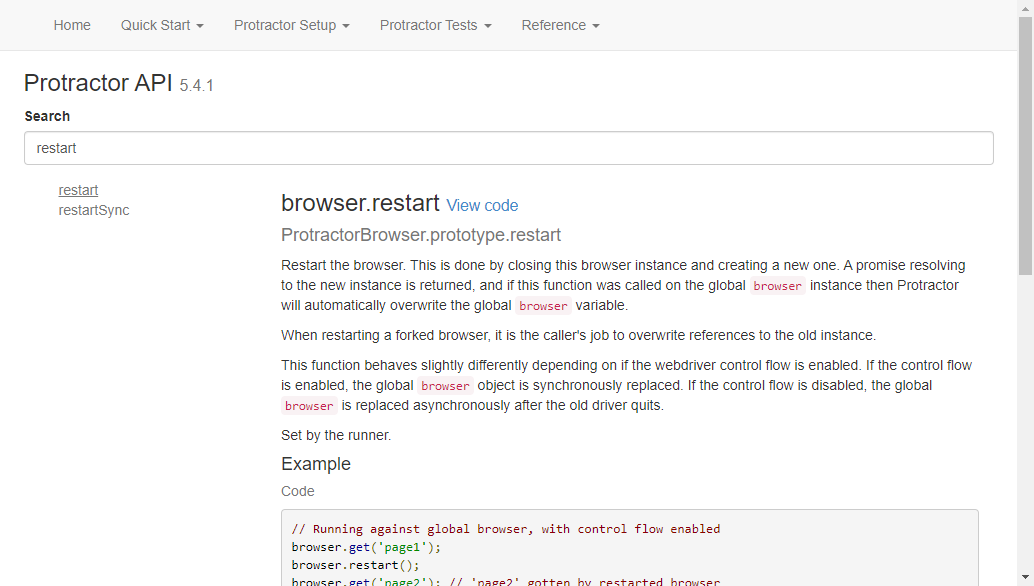 Home Quick Start Protractor Setup Protractor Tests Reference
Protractor API 5.4.1
Search
restart
restart
restartSync
browser.restart View code
ProtractorBrowser.prototype.restart
Restart the browser. This is done by closing this browser instance and creating a new one. A promise resolving
to the new instance is returned, and if this function was called on the global browser instance then Protractor
will automatically overwrite the global browser variable.
When restarting a forked browser, it is the caller's job to overwrite references to the old instance.
This function behaves slightly differently depending on if the webdriver control flow is enabled. If the control flow
is enabled, the global browser object is synchronously replaced. If the control flow is disabled, the global
browser is replaced asynchronously after the old driver quits.
Set by the runner.
Example
Code
// Running against global browser, with control flow enabled
browser.get('page1');
browser.restart();
browser.get('page2'); // 'page2' gotten by restarted browser